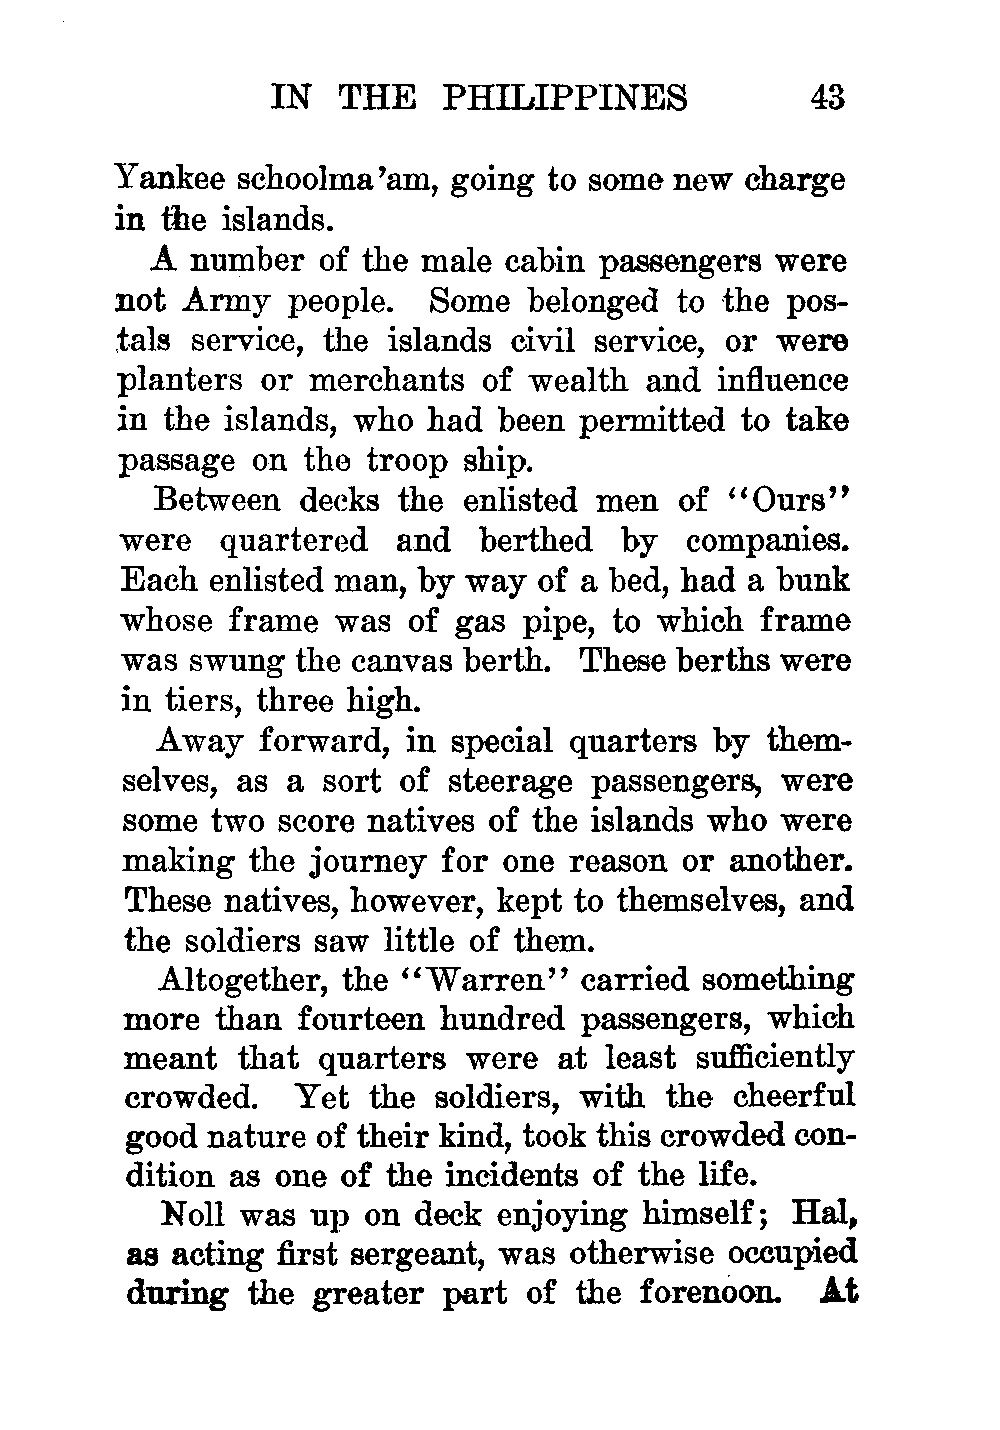 IN THE PHILIPPINES 43
Yankee schoolma'am, going to some new charge
in the islands.
A number of the male cabin passengers were
not Army people. Some belonged to the pos-
tals service, the islands civil service, or were
planters or merchants of wealth and influence
in the islands, who had been permitted to take
passage on the troop ship.
Between decks the enlisted men of "Ours"
were quartered and berthed by companies.
Each enlisted man, by way of a bed, had a bunk
whose frame was of gas pipe, to which frame
was swung the canvas berth. These berths were
in tiers, three high.
Away forward, in special quarters by them-
selves, as a sort of steerage passengers, were
some two score natives of the islands who were
making the journey for one reason or another.
These natives, however, kept to themselves, and
the soldiers saw little of them.
Altogether, the "Warren" carried something
more than fourteen hundred passengers, which
meant that quarters were at least sufficiently
crowded. Yet the soldiers, with the cheerful
good nature of their kind, took this crowded con-
dition as one of the incidents of the life.
Noll was up on deck enjoying himself; Hal,
as acting first sergeant, was otherwise occupied
during the greater part of the forenoon. At